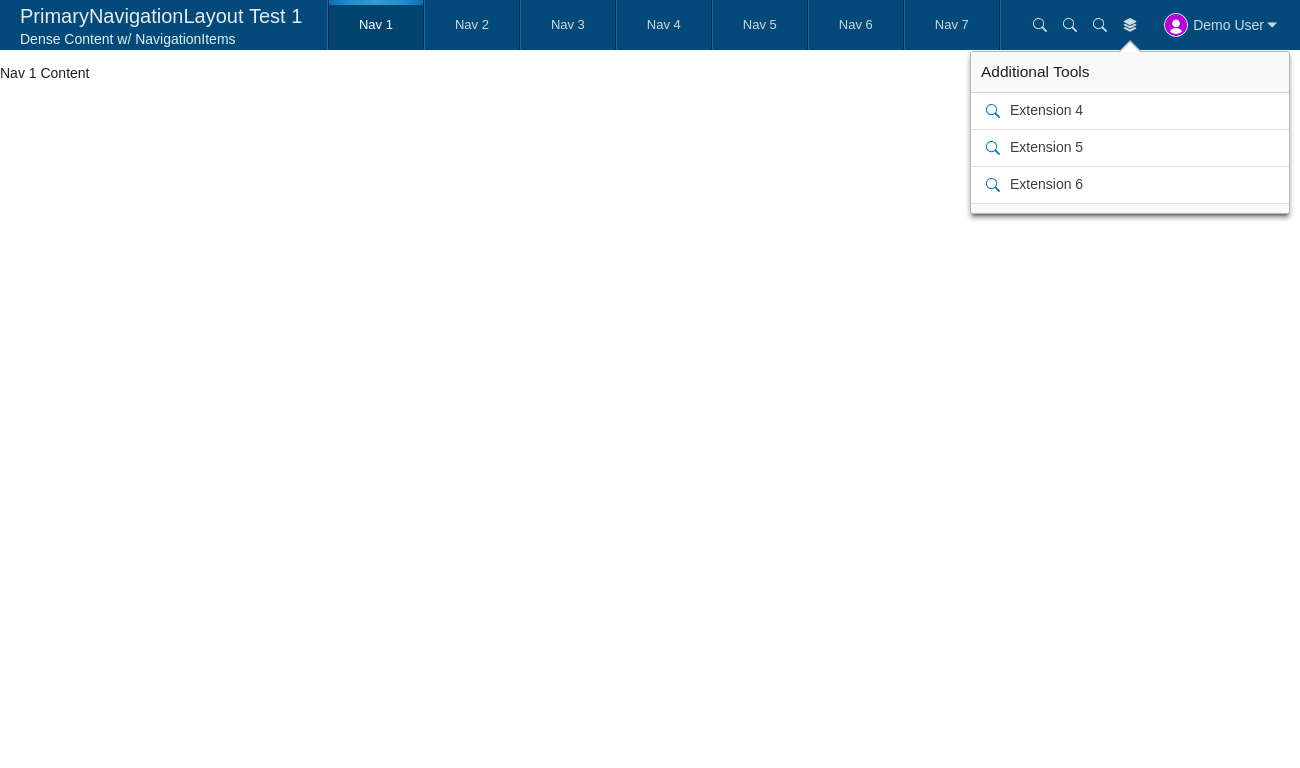 PrimaryNavigationLayout Test 1
Dense Content w/ NavigationItems
Nav 1
Nav 2
Nav 3
Nav 4
Nav 5
Nav 6
Nav 7
Demo User
Nav 1 Content
Additional Tools
Extension 4
Extension 5
Extension 6